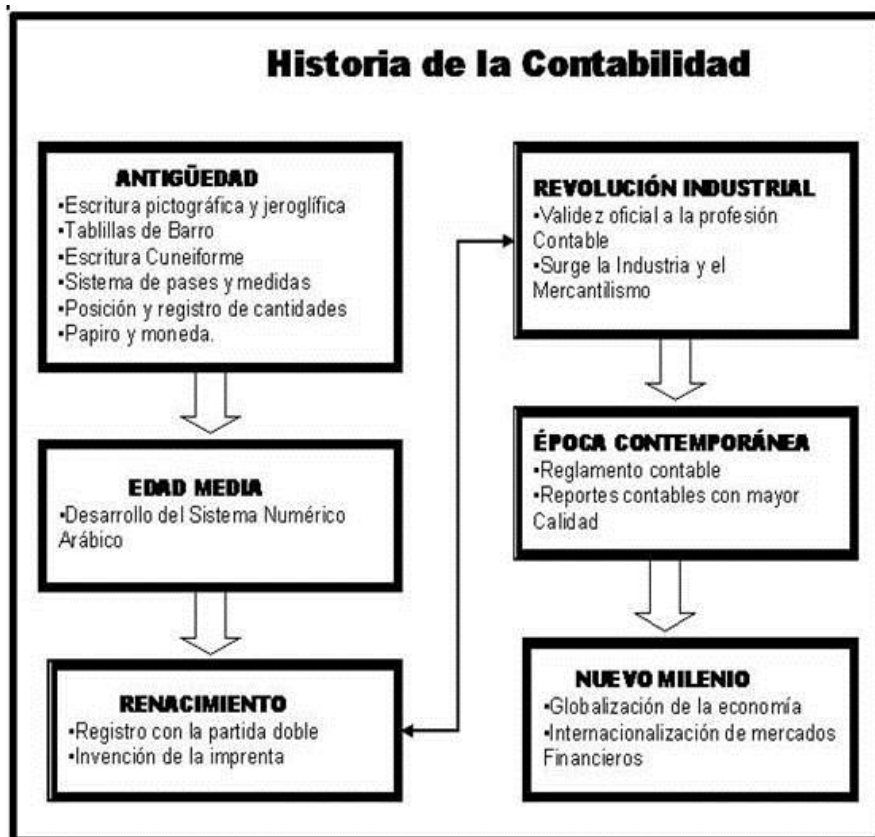 Historia de la Contabilidad
ANTIGÜEDAD
•Escritura pictográfica y jeroglífica
•Tablillas de Barro
•Escritura Cuneiforme
•Sistema de pases y medidas
•Posición y registro de cantidades
•Papiro y moneda.
EDAD MEDIA
•Desarrollo del Sistema Numérico
Arábico
RENACIMIENTO
•Registro con la partida doble
•Invención de la imprenta
REVOLUCIÓN INDUSTRIAL
•Validez oficial a la profesión
Contable
•Surge la Industria y el
Mercantilismo
ÉPOCA CONTEMPORÁNEA
•Reglamento contable
•Reportes contables con mayor
Calidad
NUEVO MILENIO
•Globalización de la economía
•Internacionalización de mercados
Financieros